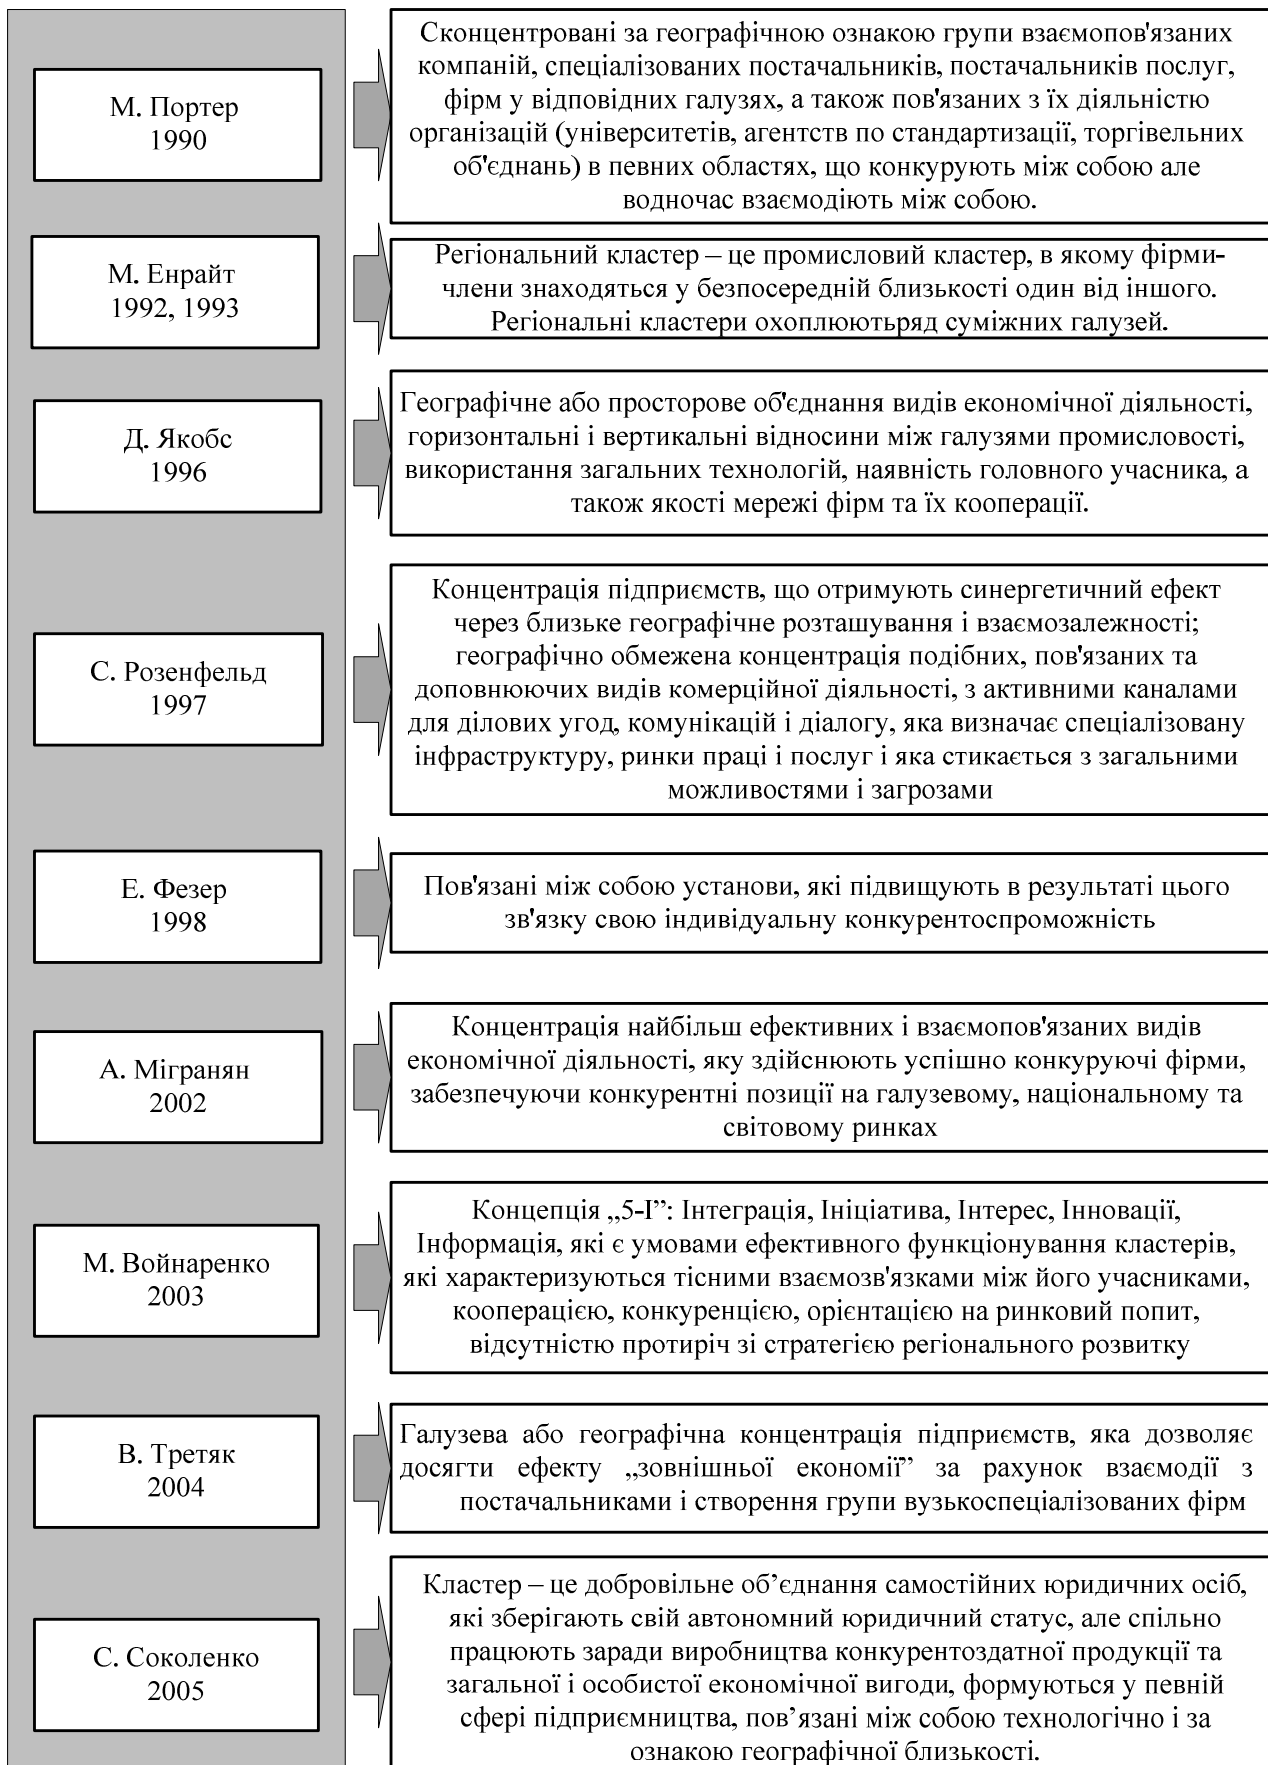 М. Портер
1990
Сконцентровані за географічною ознакою групи взаємопов'язаних
компаній, спеціалізованих постачальників, постачальників послуг,
фірм у відповідних галузях, а також пов'язаних з їх діяльністю
організацій (університетів, агентств по стандартизації, торгівельних
об'єднань) в певних областях, що конкурують між собою але
водночас взаємодіють між собою.
М. Енрайт
1992, 1993
Регіональний кластер – це промисловий кластер, в якому фірми-
члени знаходяться у безпосередній близькості один від іншого.
Регіональні кластери охоплюютьряд суміжних галузей.
Д. Якобс
1996
Географічне або просторове об'єднання видів економічної діяльності,
горизонтальні і вертикальні відносини між галузями промисловості,
використання загальних технологій, наявність головного учасника, а
також якості мережі фірм та їх кооперації.
С. Розенфельд
1997
Концентрація підприємств, що отримують синергетичний ефект
через близьке географічне розташування і взаємозалежності;
географічно обмежена концентрація подібних, пов'язаних та
доповнюючих видів комерційної діяльності, з активними каналами
для ділових угод, комунікацій і діалогу, яка визначає спеціалізовану
інфраструктуру, ринки праці і послуг і яка стикається з загальними
можливостями і загрозами
Е. Фезер
1998
Пов'язані між собою установи, які підвищують в результаті цього
зв'язку свою індивідуальну конкурентоспроможність
А. Мігранян
2002
Концентрація найбільш ефективних і взаємопов'язаних видів
економічної діяльності, яку здійснюють успішно конкуруючі фірми,
забезпечуючи конкурентні позиції на галузевому, національному та
світовому ринках
М. Войнаренко
2003
Концепція „5-І”: Інтеграція, Ініціатива, Інтерес, Інновації,
Інформація, які є умовами ефективного функціонування кластерів,
які характеризуються тісними взаємозв'язками між його учасниками,
кооперацією, конкуренцією, орієнтацією на ринковий попит,
відсутністю протиріч зі стратегією регіонального розвитку
В. Третяк
2004
Галузева або географічна концентрація підприємств, яка дозволяє
досягти ефекту „зовнішньої економії” за рахунок взаємодії з
постачальниками і створення групи вузькоспеціалізованих фірм
С. Соколенко
2005
Кластер – це добровільне об’єднання самостійних юридичних осіб,
які зберігають свій автономний юридичний статус, але спільно
працюють заради виробництва конкурентоздатної продукції та
загальної і особистої економічної вигоди, формуються у певній
сфері підприємництва, пов’язані між собою технологічно і за
ознакою географічної близькості.